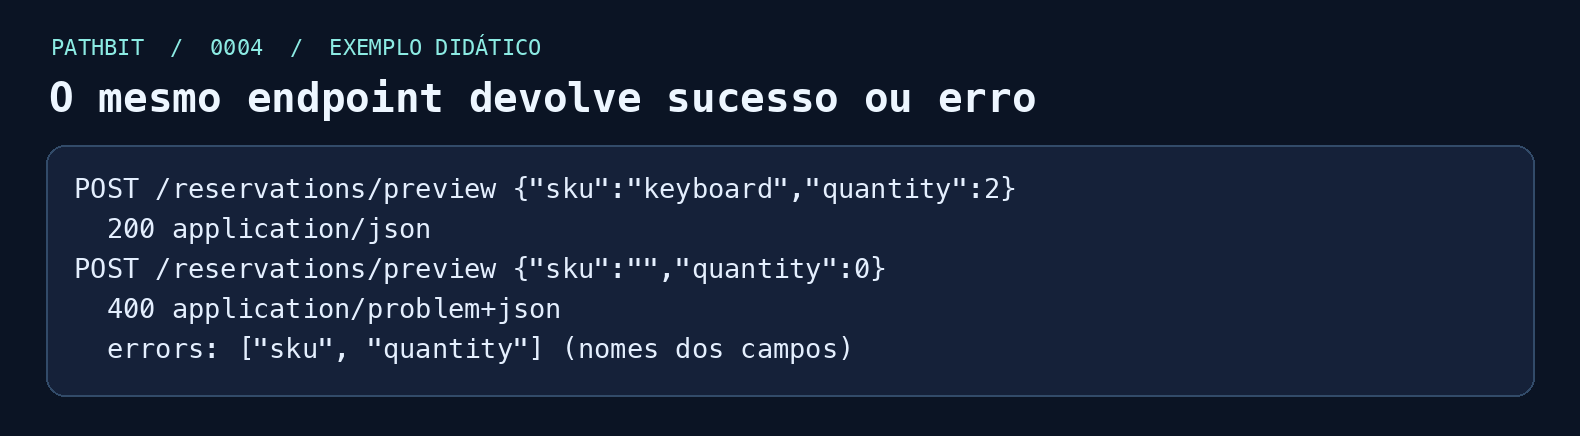 PATHBIT / 0004 / EXEMPLO DIDÁTICO
O mesmo endpoint devolve sucesso ou erro
POST /reservations/preview {"sku":"keyboard","quantity":2}
200 application/json
POST /reservations/preview {"sku":"","quantity":0}
400 application/problem+json
errors: ["sku", "quantity"] (nomes dos campos)